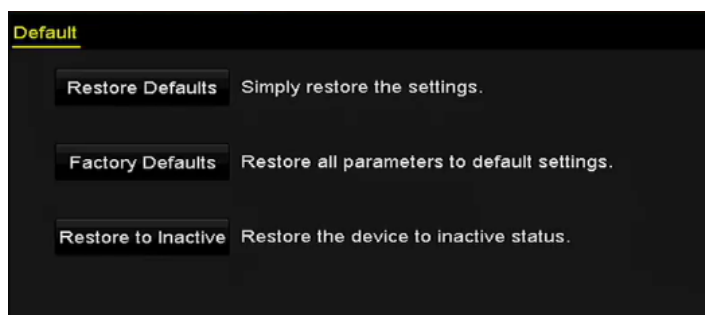 Default
Restore Defaults Simply restore the settings.
Factory Defaults Restore all parameters to default settings.
Restore to Inactive Restore the device to inactive status.